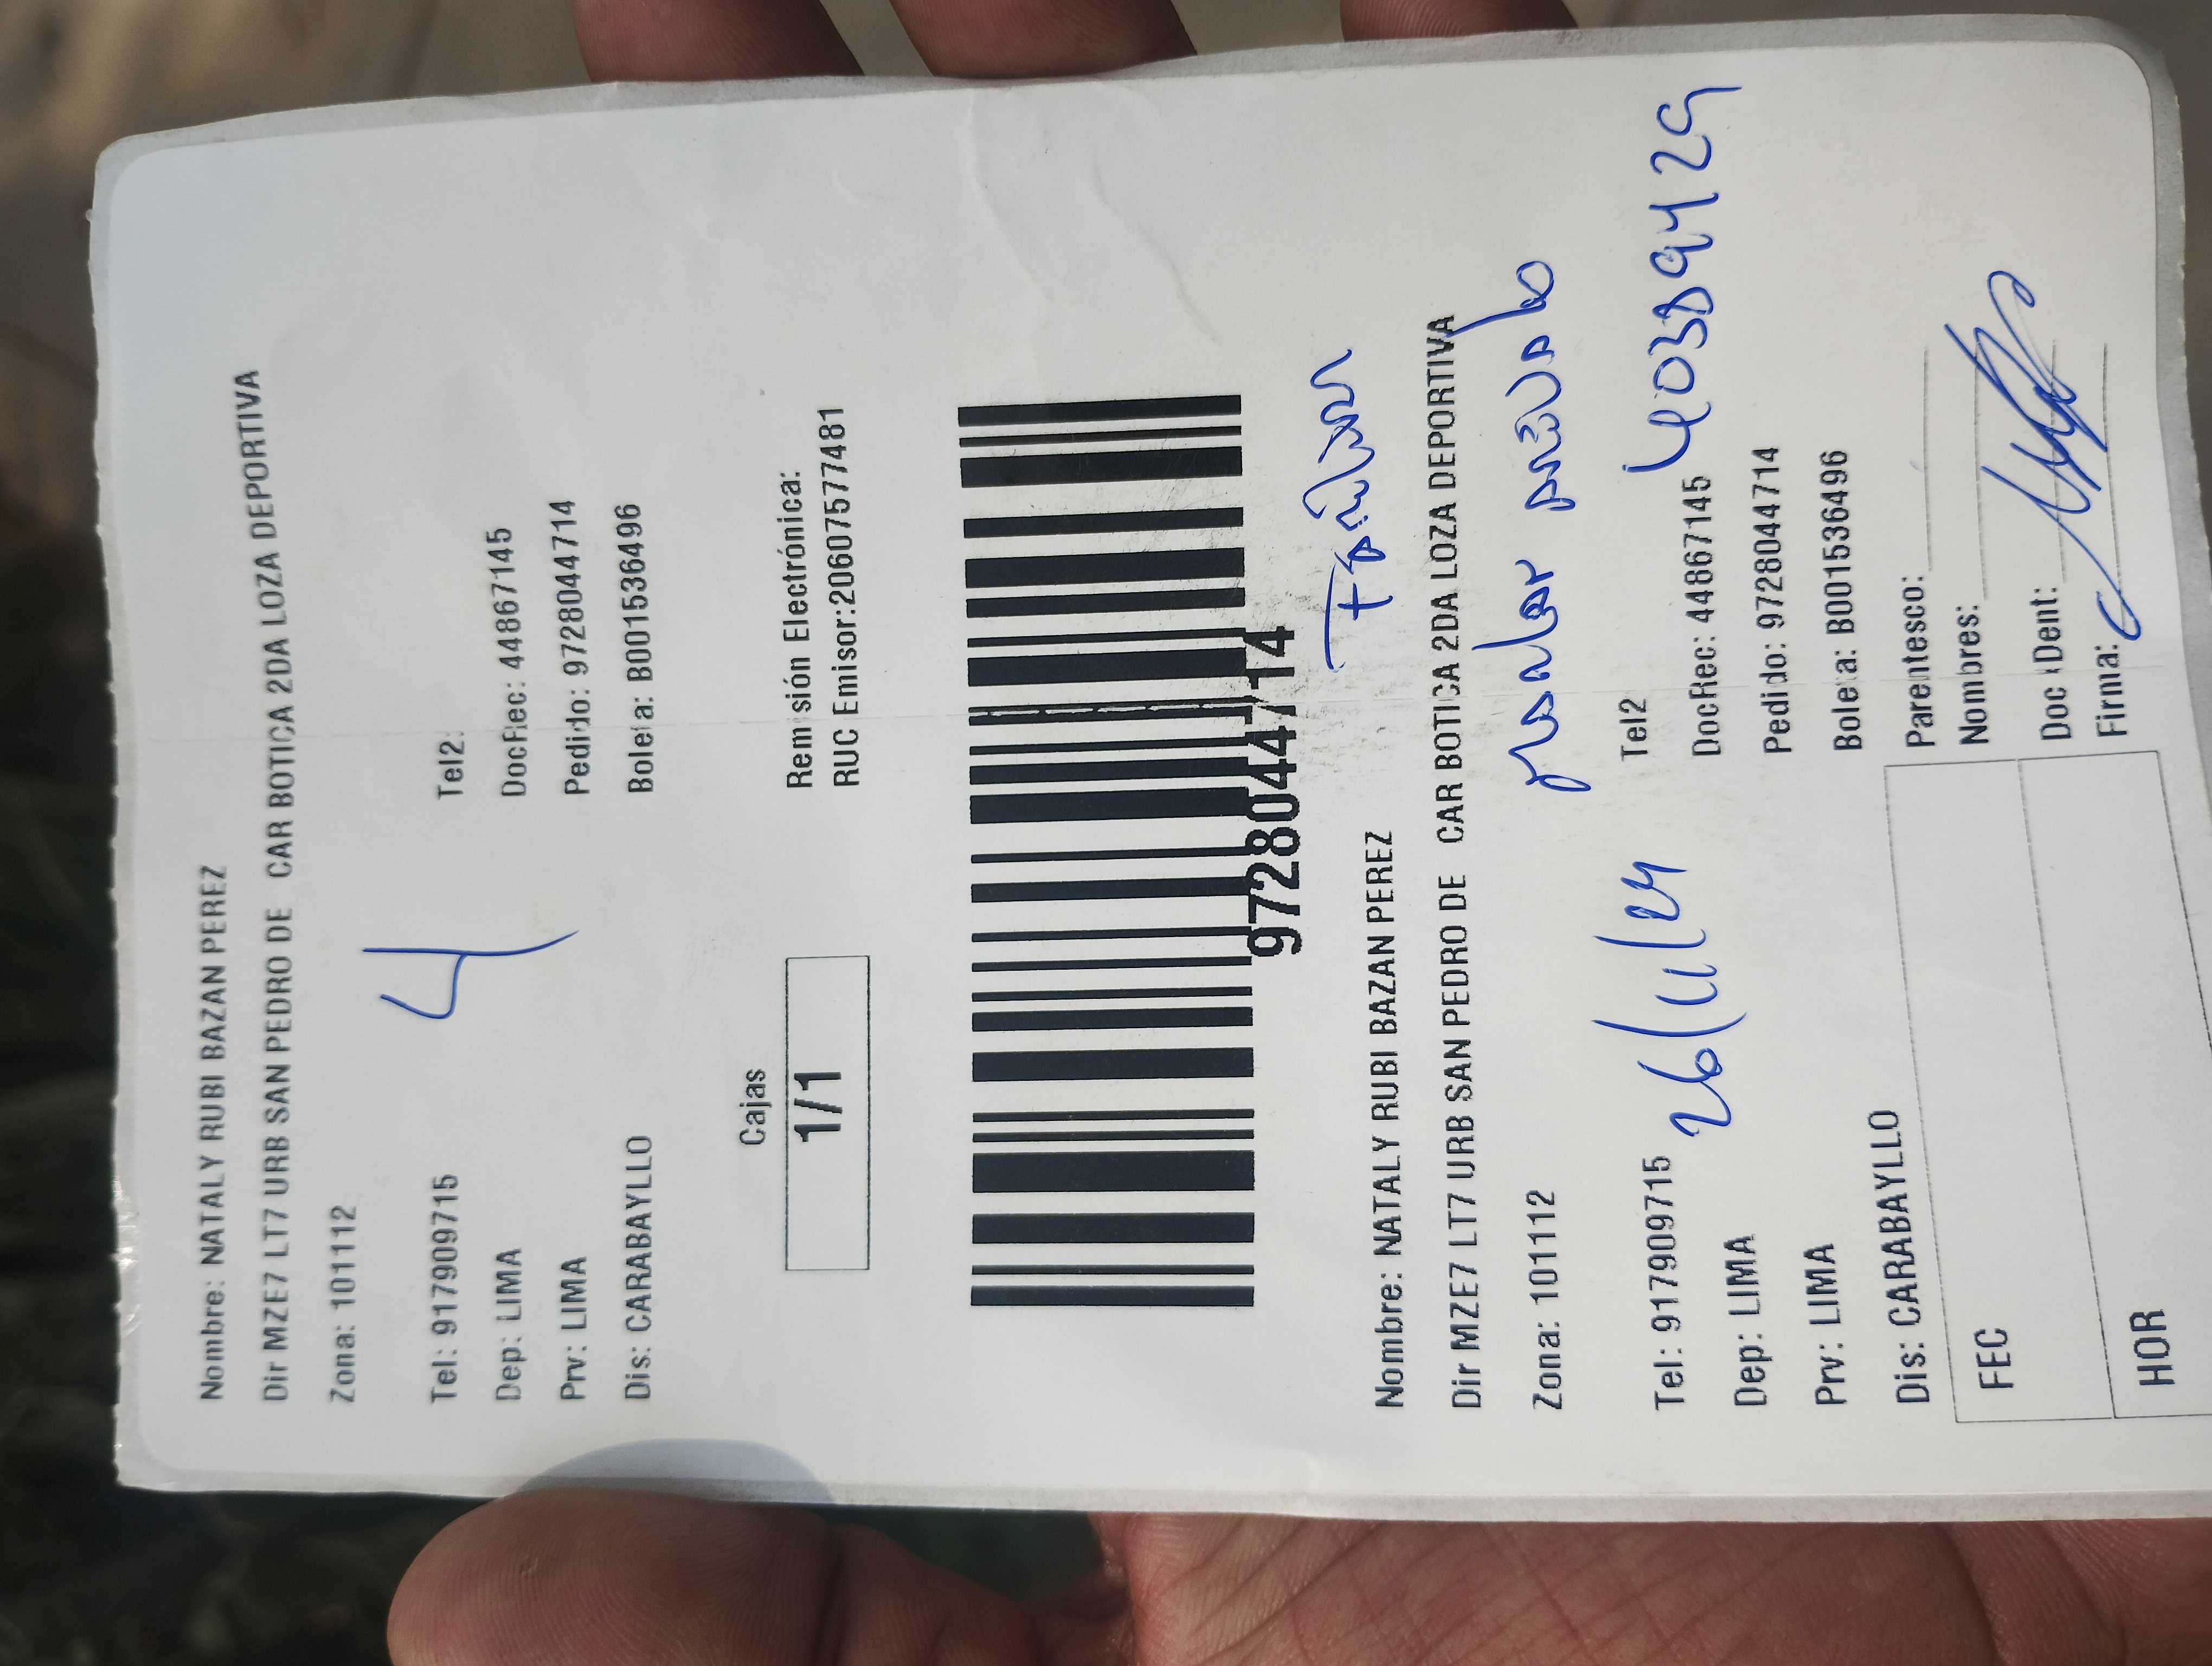 Nombre: NATALY RUBI BAZAN PEREZ
Dir MZE7 LT7 URB SAN PEDRO DE CAR BOTICA 2DA LOZA DEPORTIVA
Zona: 101112
4
Tel: 917909715 Tel2:
Dep: LIMA DocRec: 44867145
Prv: LIMA Pedido: 9728044714
Dis: CARABAYLLO Boleta: B001536496
Cajas
1/1
Remisión Electrónica:
RUC Emisor:20607577481
9728044714
Nombre: NATALY RUBI BAZAN PEREZ
Dir MZE7 LT7 URB SAN PEDRO DE CAR BOTICA 2DA LOZA DEPORTIVA
Zona: 101112
Tel: 917909715 Tel2
26/11/24
Dep: LIMA DocRec: 44867145
40389429
Prv: LIMA Pedido: 9728044714
Dis: CARABAYLLO Boleta: B001536496
FEC
HOR
Parentesco:
Nombres:
Doc Dent:
Firma: